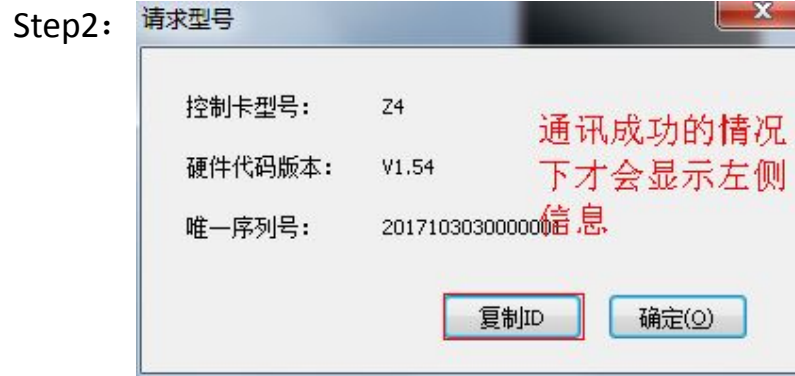 Step2：
请求型号
控制卡型号： Z4
硬件代码版本： V1.54
唯一序列号：
通讯成功的情况
下才会显示左侧
信息
复制ID
确定(O)